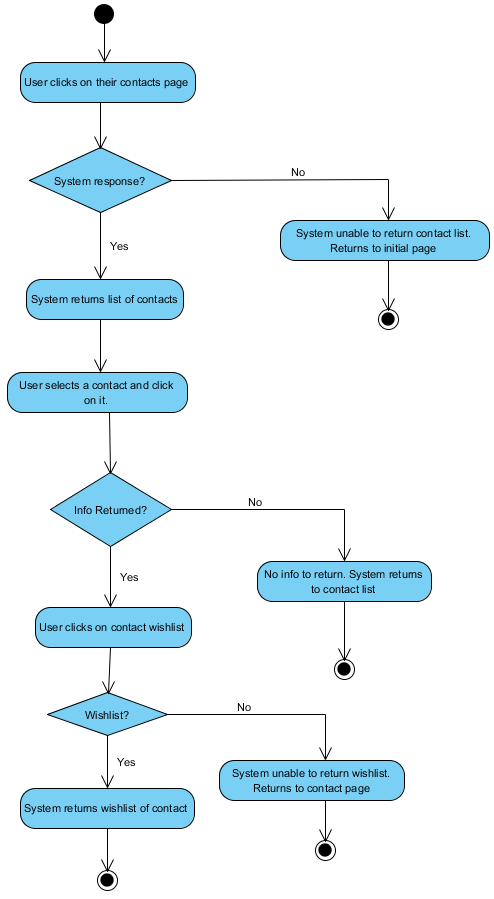 User clicks on their contacts page
System response?
No
System unable to return contact list.
Returns to initial page
Yes
System returns list of contacts
User selects a contact and click
on it.
Info Returned?
No
No info to return. System returns
to contact list
Yes
User clicks on contact wishlist
Wishlist?
No
System unable to return wishlist.
Returns to contact page
Yes
System returns wishlist of contact